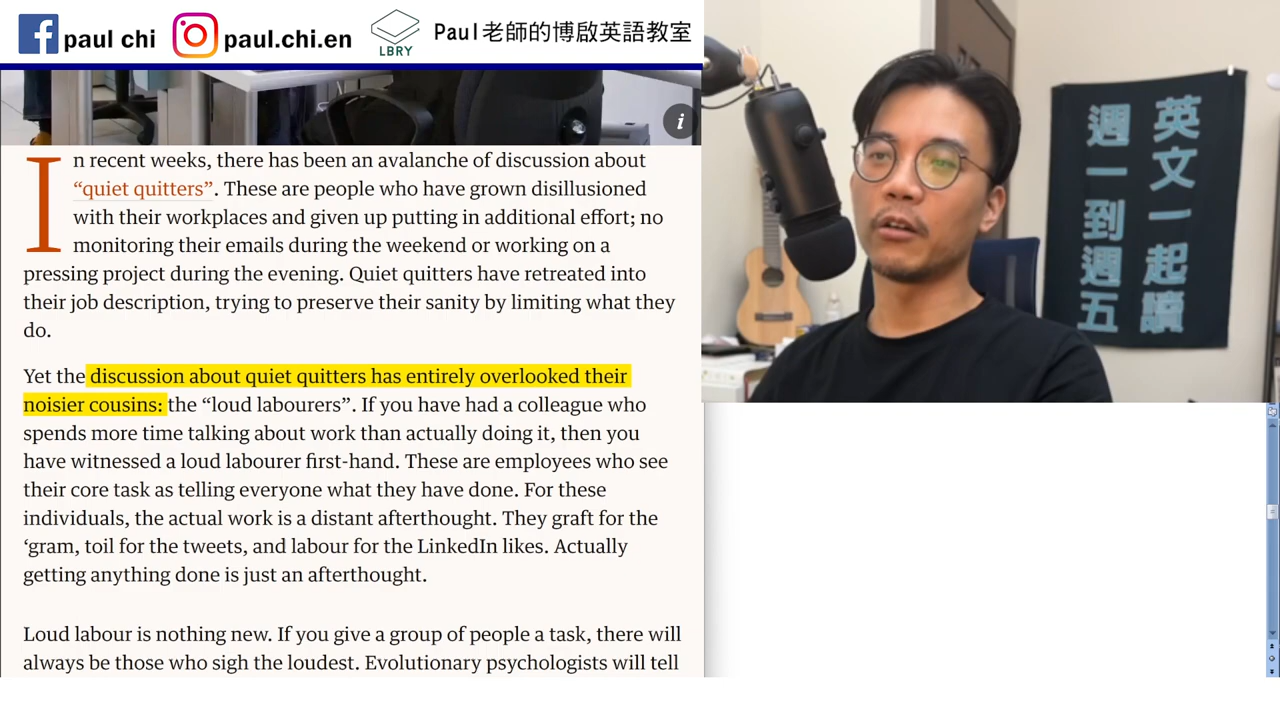 paul chi
paul.chi.en
LBRY
Paul老師的博啟英語教室
i
In recent weeks, there has been an avalanche of discussion about
“quiet quitters”. These are people who have grown disillusioned
with their workplaces and given up putting in additional effort; no
monitoring their emails during the weekend or working on a
pressing project during the evening. Quiet quitters have retreated into
their job description, trying to preserve their sanity by limiting what they
do.
Yet the discussion about quiet quitters has entirely overlooked their
noisier cousins: the “loud labourers”. If you have had a colleague who
spends more time talking about work than actually doing it, then you
have witnessed a loud labourer first-hand. These are employees who see
their core task as telling everyone what they have done. For these
individuals, the actual work is a distant afterthought. They graft for the
‘gram, toil for the tweets, and labour for the LinkedIn likes. Actually
getting anything done is just an afterthought.
Loud labour is nothing new. If you give a group of people a task, there will
always be those who sigh the loudest. Evolutionary psychologists will tell
英文一起讀
週一到週五